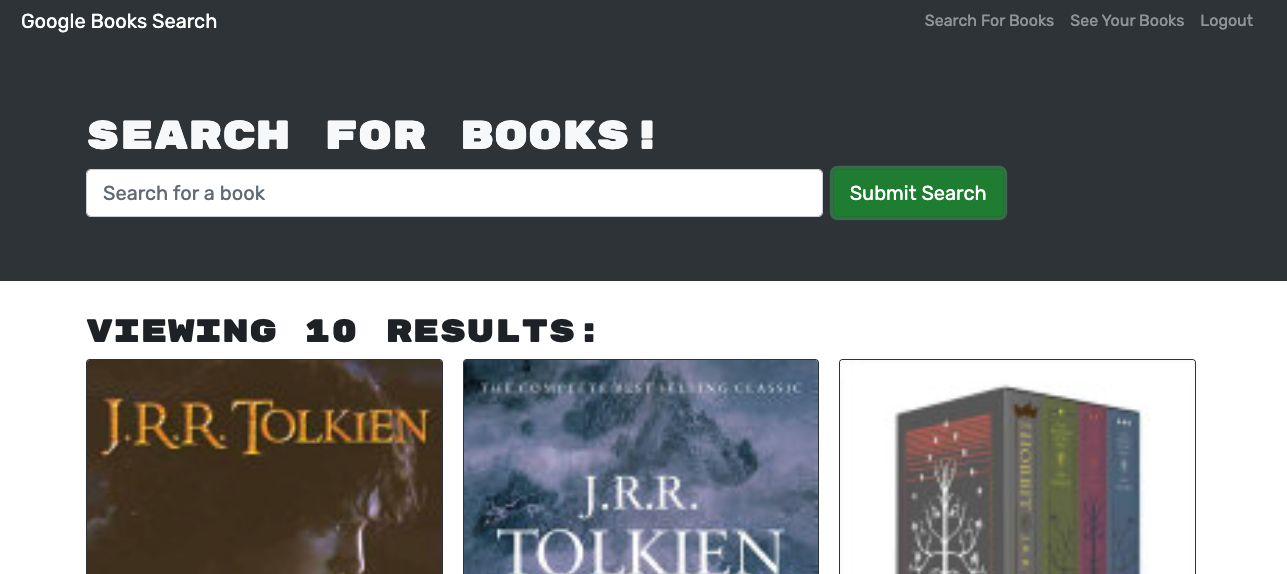 Google Books Search
Search For Books
See Your Books
Logout
SEARCH FOR BOOKS!
Search for a book
Submit Search
VIEWING 10 RESULTS:
J.R.R. TOLKIEN
THE COMPLETE BEST SELLING CLASSIC
J.R.R.
TOLKIEN
HOBBIT